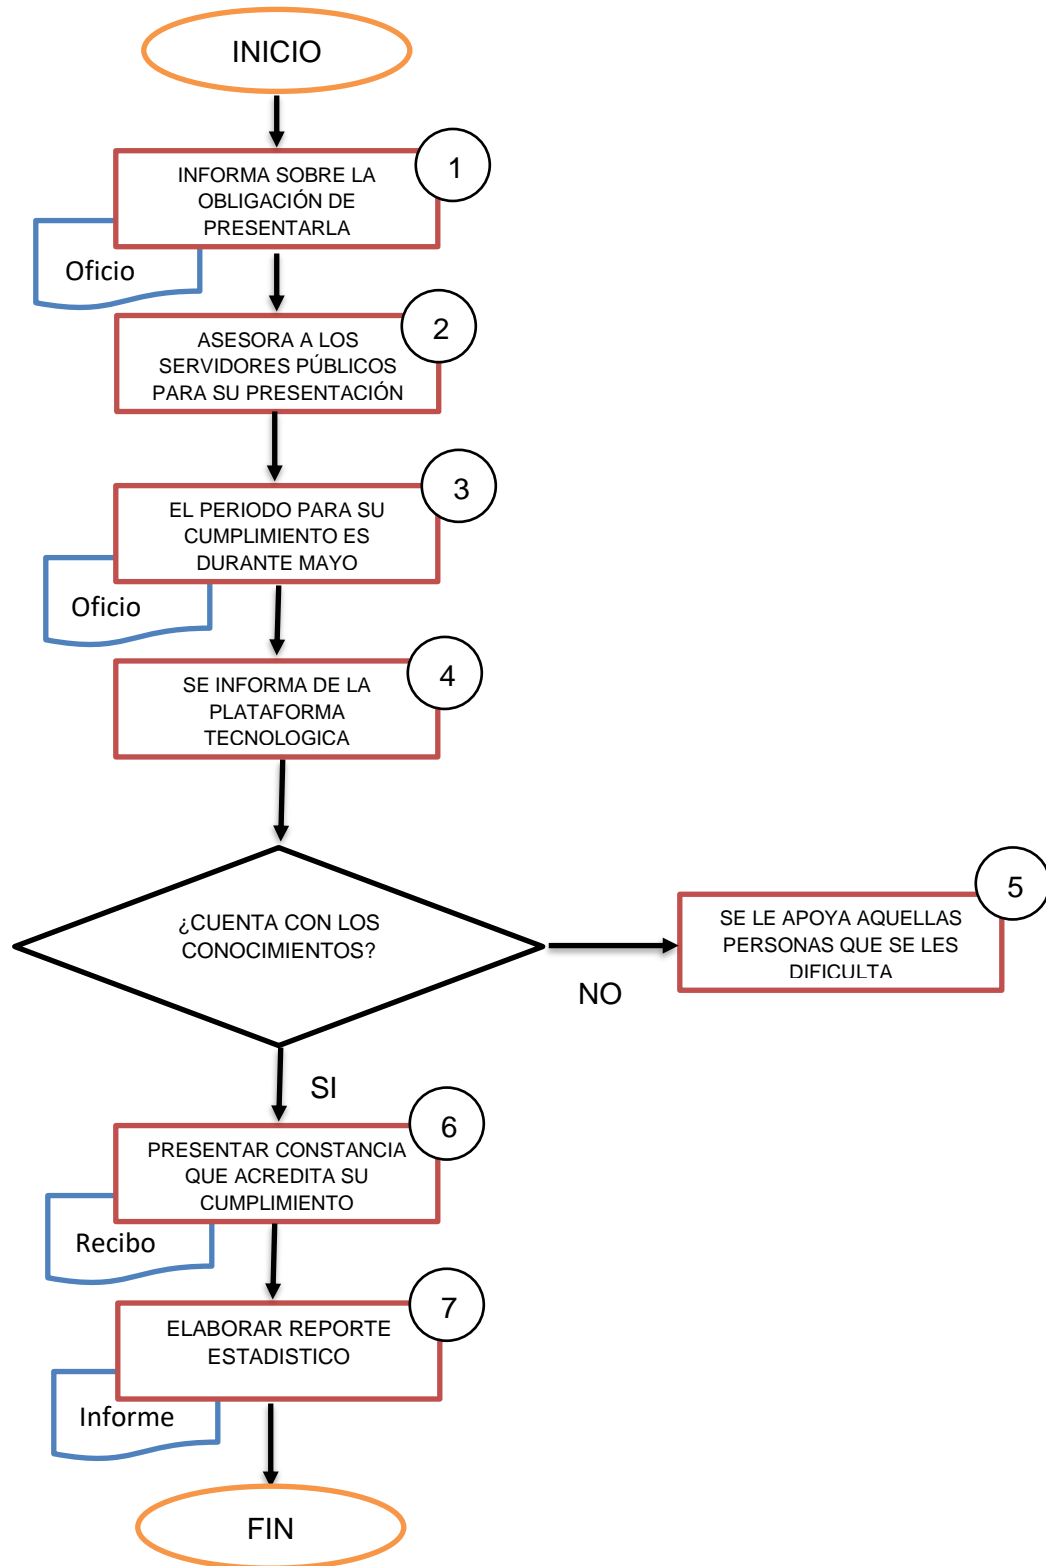 INICIO
1
INFORMA SOBRE LA
OBLIGACIÓN DE
PRESENTARLA
Oficio
2
ASESORA A LOS
SERVIDORES PÚBLICOS
PARA SU PRESENTACIÓN
3
EL PERIODO PARA SU
CUMPLIMIENTO ES
DURANTE MAYO
Oficio
4
SE INFORMA DE LA
PLATAFORMA
TECNOLOGICA
¿CUENTA CON LOS
CONOCIMIENTOS?
5
SE LE APOYA AQUELLAS
PERSONAS QUE SE LES
DIFICULTA
NO
SI
6
PRESENTAR CONSTANCIA
QUE ACREDITA SU
CUMPLIMIENTO
Recibo
7
ELABORAR REPORTE
ESTADISTICO
Informe
FIN